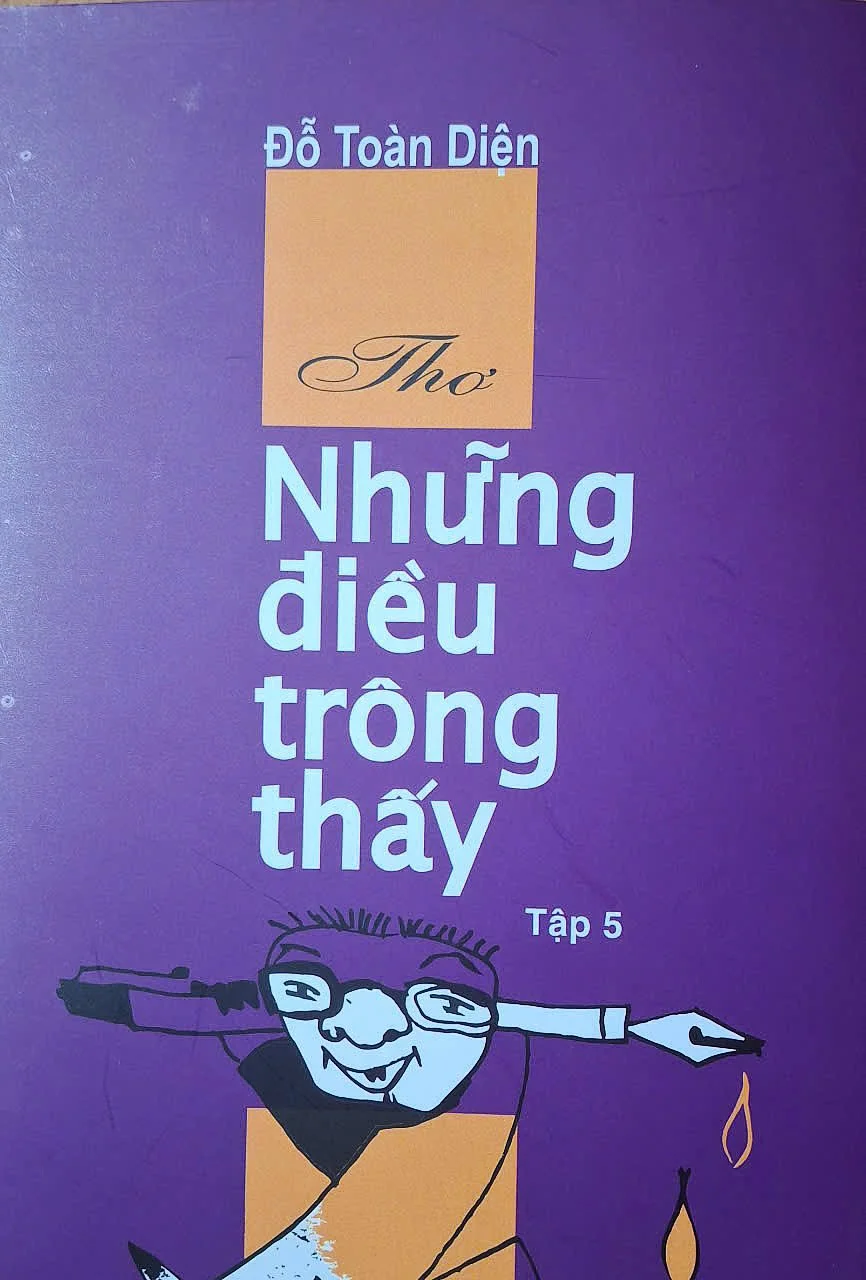 Đỗ Toàn Diện
Thơ
Những
điều
trông
thấy
Tập 5